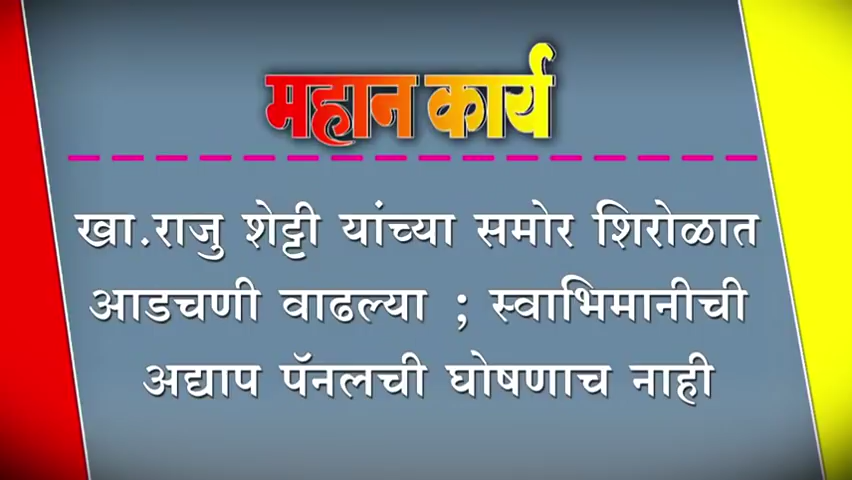 महान कार्य
खा.राजु शेट्टी यांच्या समोर शिरोळात
आडचणी वाढल्या ; स्वाभिमानीची
अद्याप पॅनलची घोषणाच नाही